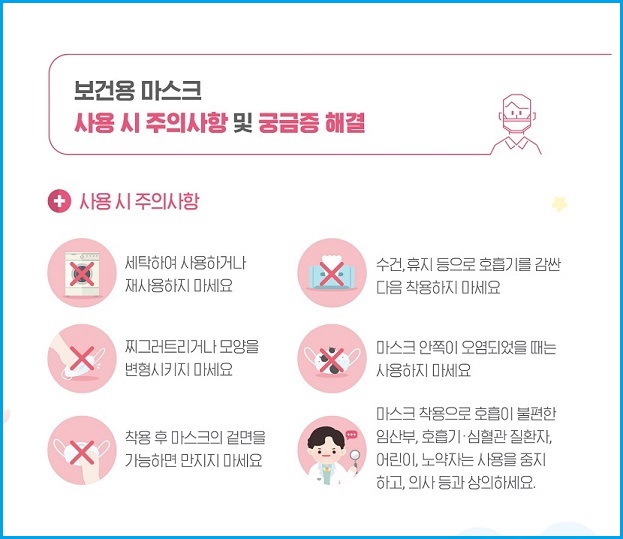 보건용 마스크
사용 시 주의사항 및 궁금증 해결
사용 시 주의사항
세탁하여 사용하거나
재사용하지 마세요
수건, 휴지 등으로 호흡기를 감싼
다음 착용하지 마세요
찌그러트리거나 모양을
변형시키지 마세요
마스크 안쪽이 오염되었을 때는
사용하지 마세요
착용 후 마스크의 겉면을
가능하면 만지지 마세요
마스크 착용으로 호흡이 불편한
임산부, 호흡기·심혈관 질환자,
어린이, 노약자는 사용을 중지
하고, 의사 등과 상의하세요.